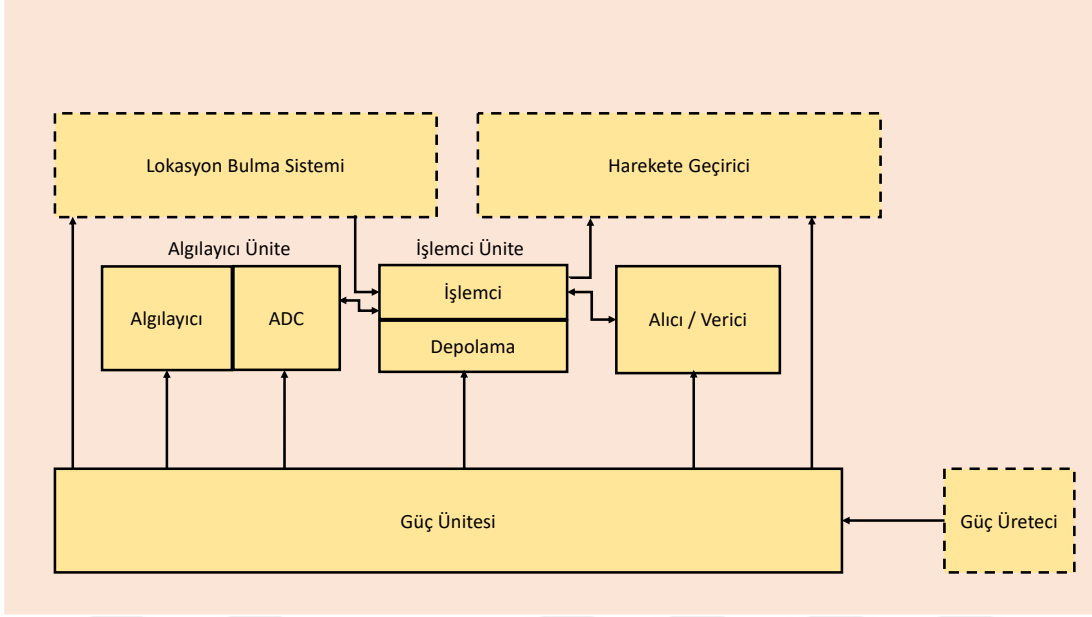 Lokasyon Bulma Sistemi
Harekete Geçirici
Algılayıcı Ünite
İşlemci Ünite
Algılayıcı
ADC
İşlemci
Depolama
Alıcı / Verici
Güç Ünitesi
Güç Üreteci